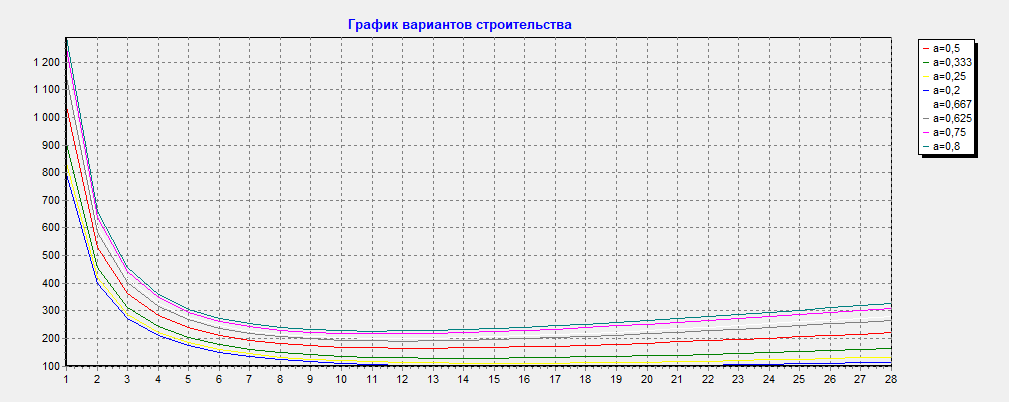 График вариантов строительства
1 200
1 100
1 000
900
800
700
600
500
400
300
200
100
1 2 3 4 5 6 7 8 9 10 11 12 13 14 15 16 17 18 19 20 21 22 23 24 25 26 27 28
a=0,5
a=0,333
a=0,25
a=0,2
a=0,667
a=0,625
a=0,75
a=0,8